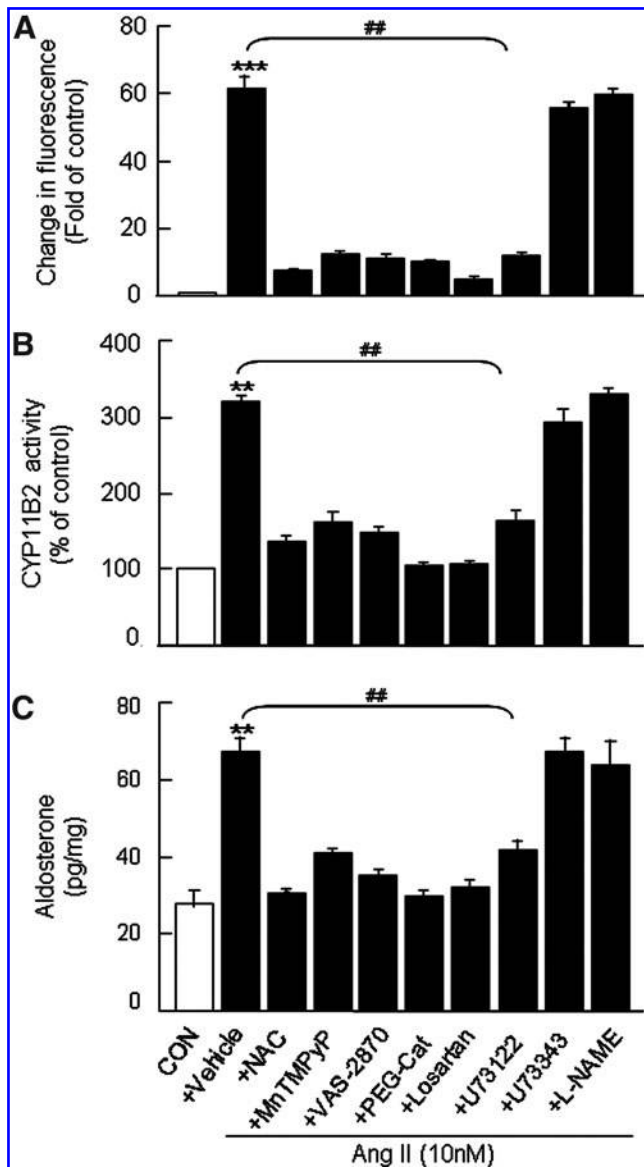 A
Change in fluorescence
(Fold of control)
80
60
40
20
0
***
##
B
CYP11B2 activity
(% of control)
400
300
200
100
0
**
##
C
Aldosterone
(pg/mg)
80
60
40
20
0
**
##
CON
+Vehicle
+NAC
+MnTMPyP
+VAS-2870
+PEG-Cat
+Losartan
+U73122
+U73343
+L-NAME
Ang II (10nM)